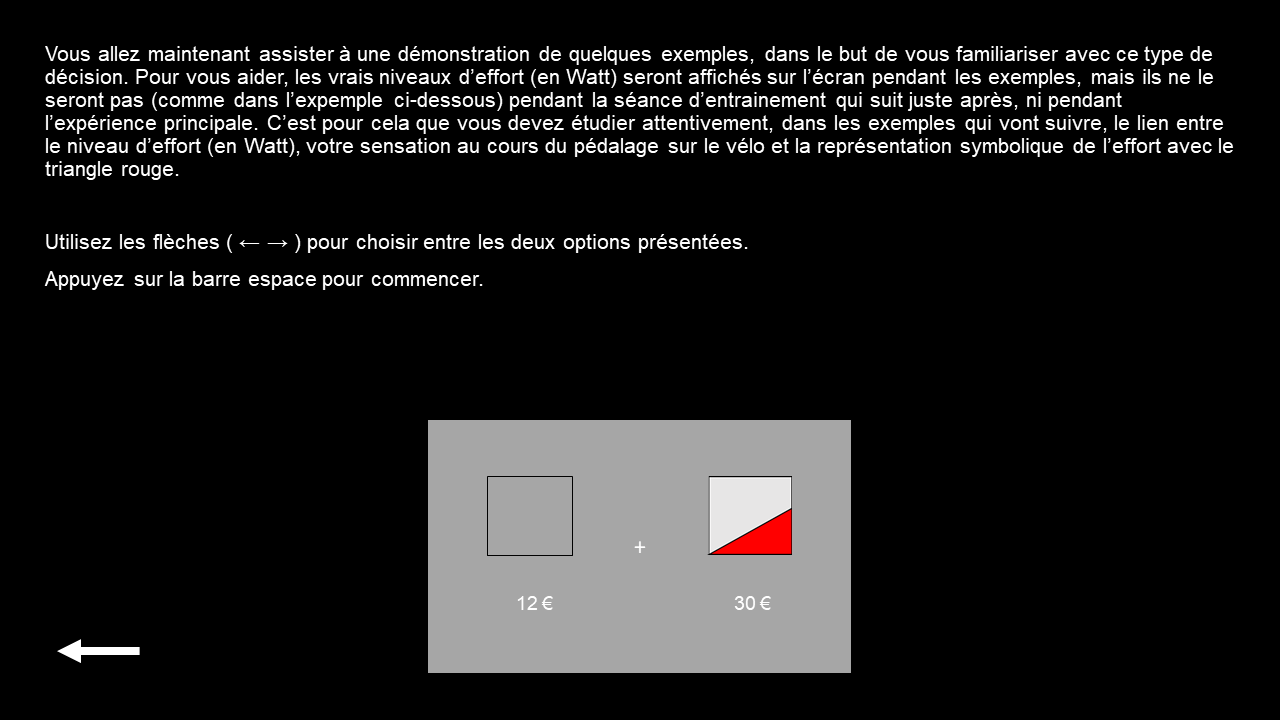 Vous allez maintenant assister à une démonstration de quelques exemples, dans le but de vous familiariser avec ce type de
décision. Pour vous aider, les vrais niveaux d’effort (en Watt) seront affichés sur l’écran pendant les exemples, mais ils ne le
seront pas (comme dans l’expemple ci-dessous) pendant la séance d’entrainement qui suit juste après, ni pendant
l’expérience principale. C’est pour cela que vous devez étudier attentivement, dans les exemples qui vont suivre, le lien entre
le niveau d’effort (en Watt), votre sensation au cours du pédalage sur le vélo et la représentation symbolique de l’effort avec le
triangle rouge.
Utilisez les flèches ( ← → ) pour choisir entre les deux options présentées.
Appuyez sur la barre espace pour commencer.
+
12 € 30 €